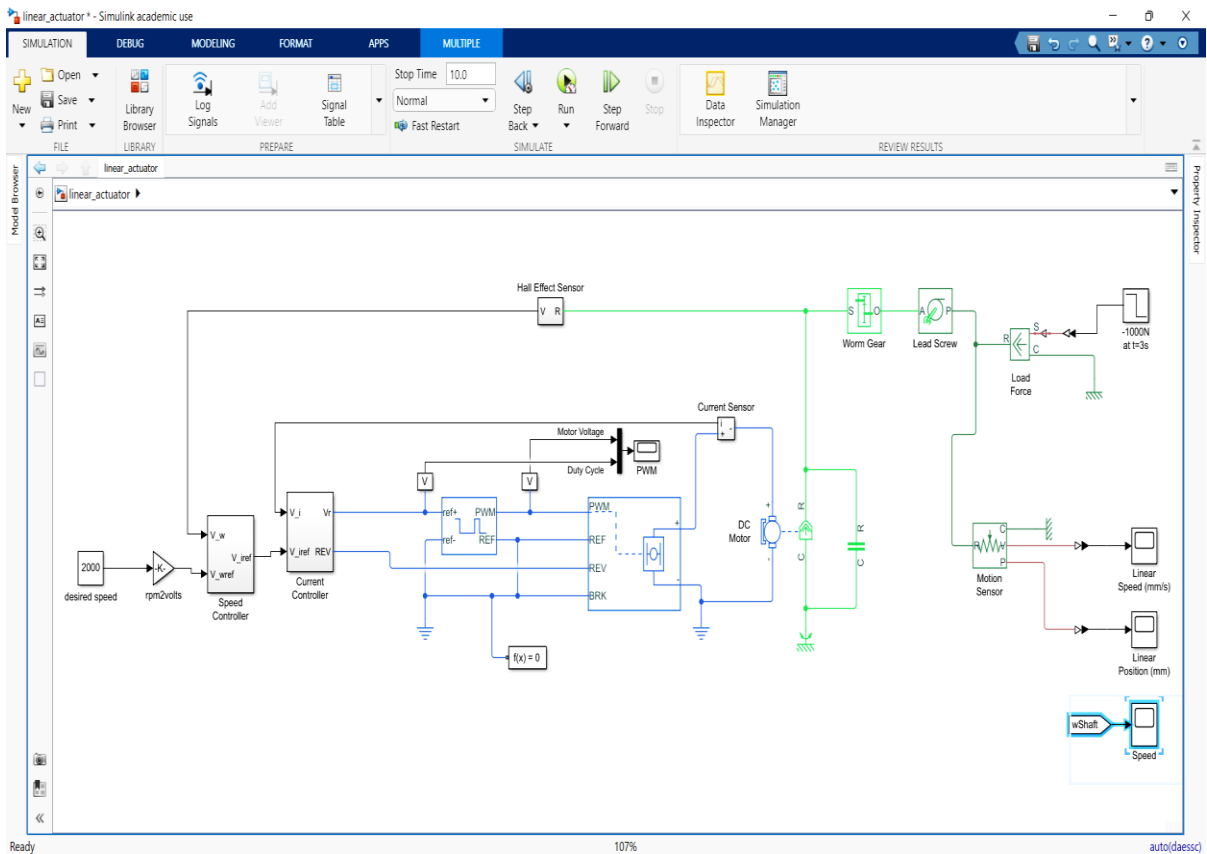 linear_actuator * - Simulink academic use
SIMULATION DEBUG MODELING FORMAT APPS MULTIPLE
New
Open
Save
Print
FILE
Library
Browser
LIBRARY
Log
Signals
Add
Viewer
Signal
Table
PREPARE
Stop Time 10.0
Normal
Fast Restart
Step
Back
Run
Step
Forward
Stop
SIMULATE
Data
Inspector
Simulation
Manager
REVIEW RESULTS
Model Browser
Property Inspector
linear_actuator
linear_actuator
Hall Effect Sensor
V R
S O
Worm Gear
A P
Lead Screw
S
R
C
Load
Force
-1000N
at t=3s
Current Sensor
i
+
-
Motor Voltage
Duty Cycle
PWM
V
V
2000
desired speed
-K-
rpm2volts
V_w
V_iref
V_wref
Speed
Controller
V_i Vr
V_iref REV
Current
Controller
ref+ PWM
ref- REF
PWM
REF
REV
BRK
+
-
DC
Motor
+
-
R
C
R
C
f(x) = 0
C
R V
P
Motion
Sensor
Linear
Speed (mm/s)
Linear
Position (mm)
wShaft
Speed
Ready
107%
auto(daessc)